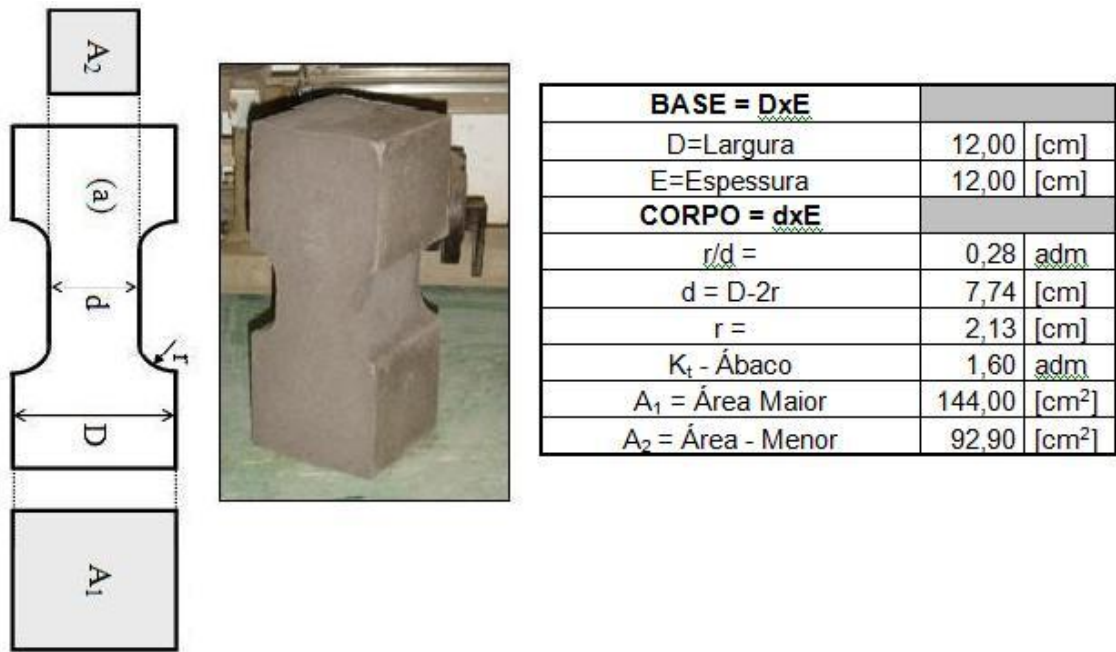 A₂
(a)
d
r
D
A₁
BASE = DxE
D=Largura 12,00 [cm]
E=Espessura 12,00 [cm]
CORPO = dxE
r/d = 0,28 adm
d = D-2r 7,74 [cm]
r = 2,13 [cm]
Kₜ - Ábaco 1,60 adm
A₁ = Área Maior 144,00 [cm²]
A₂ = Área - Menor 92,90 [cm²]